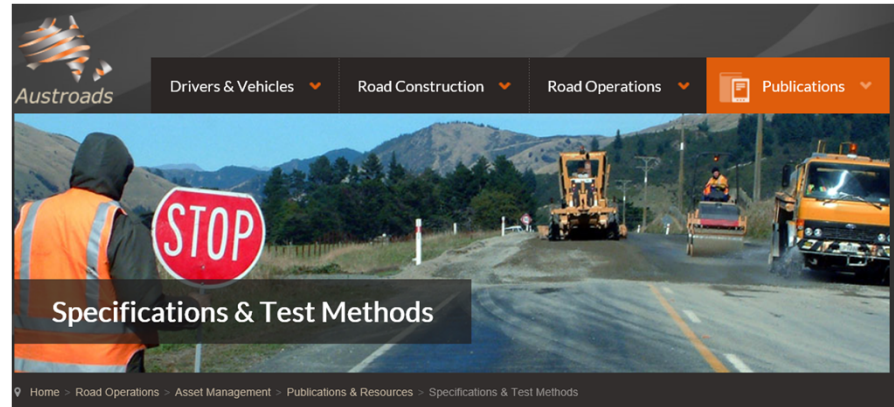 Austroads
Drivers & Vehicles
Road Construction
Road Operations
Publications
STOP
Specifications & Test Methods
Home > Road Operations > Asset Management > Publications & Resources > Specifications & Test Methods